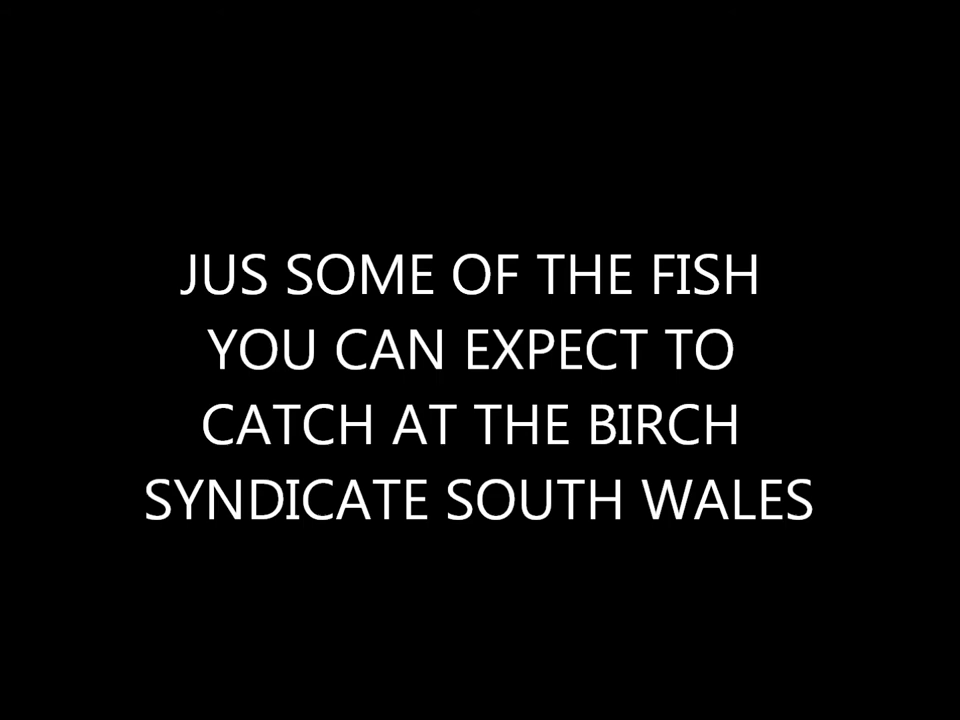 JUS SOME OF THE FISH
YOU CAN EXPECT TO
CATCH AT THE BIRCH
SYNDICATE SOUTH WALES